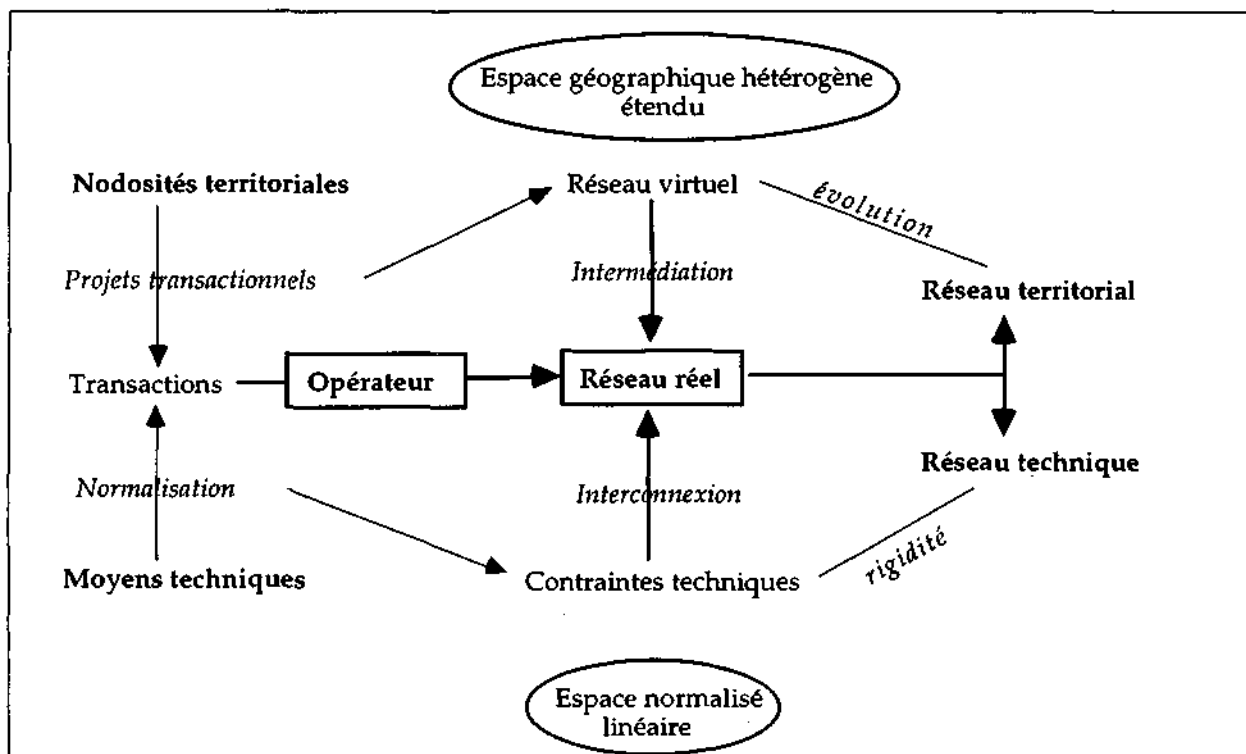 Espace géographique hétérogène
étendu
Nodosités territoriales
Réseau virtuel
évolution
Projets transactionnels
Intermédiation
Réseau territorial
Transactions
Opérateur
Réseau réel
Réseau technique
Normalisation
Interconnexion
rigidité
Moyens techniques
Contraintes techniques
Espace normalisé
linéaire